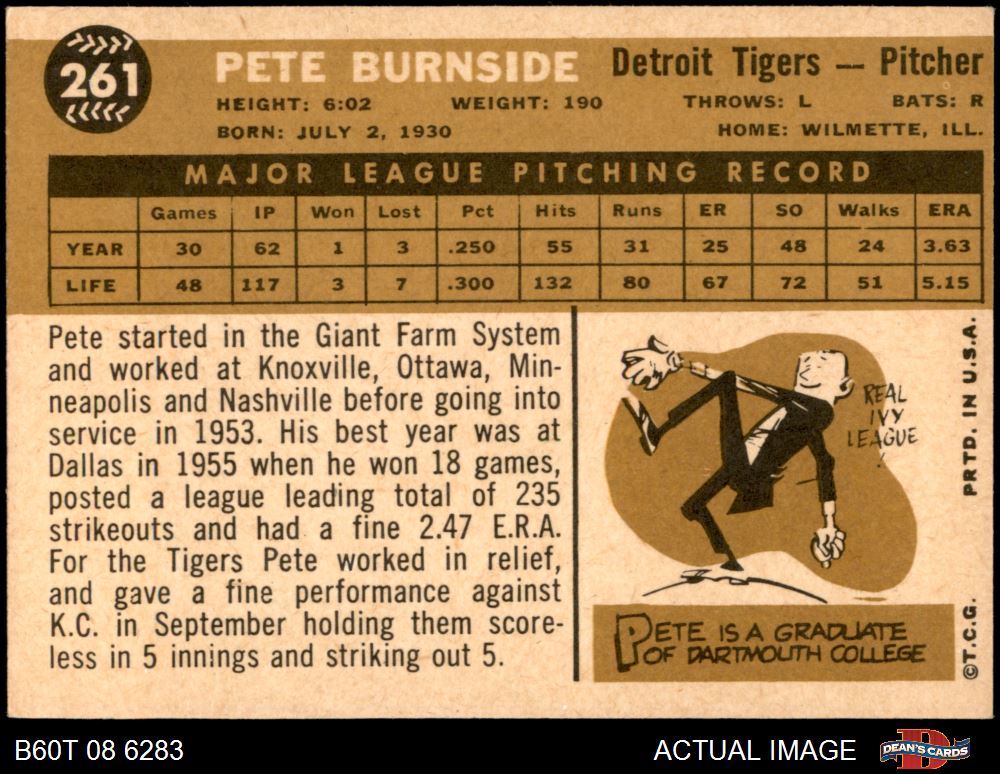 261
PETE BURNSIDE Detroit Tigers — Pitcher
HEIGHT: 6:02 WEIGHT: 190 THROWS: L BATS: R
BORN: JULY 2, 1930 HOME: WILMETTE, ILL.
MAJOR LEAGUE PITCHING RECORD
Games IP Won Lost Pct Hits Runs ER SO Walks ERA
YEAR 30 62 1 3 .250 55 31 25 48 24 3.63
LIFE 48 117 3 7 .300 132 80 67 72 51 5.15
Pete started in the Giant Farm System
and worked at Knoxville, Ottawa, Min-
neapolis and Nashville before going into
service in 1953. His best year was at
Dallas in 1955 when he won 18 games,
posted a league leading total of 235
strikeouts and had a fine 2.47 E.R.A.
For the Tigers Pete worked in relief,
and gave a fine performance against
K.C. in September holding them score-
less in 5 innings and striking out 5.
REAL
IVY
LEAGUE
!
PETE IS A GRADUATE
OF DARTMOUTH COLLEGE
PRTD. IN U.S.A.
©T.C.G.
B60T 08 6283 ACTUAL IMAGE DEAN'S CARDS